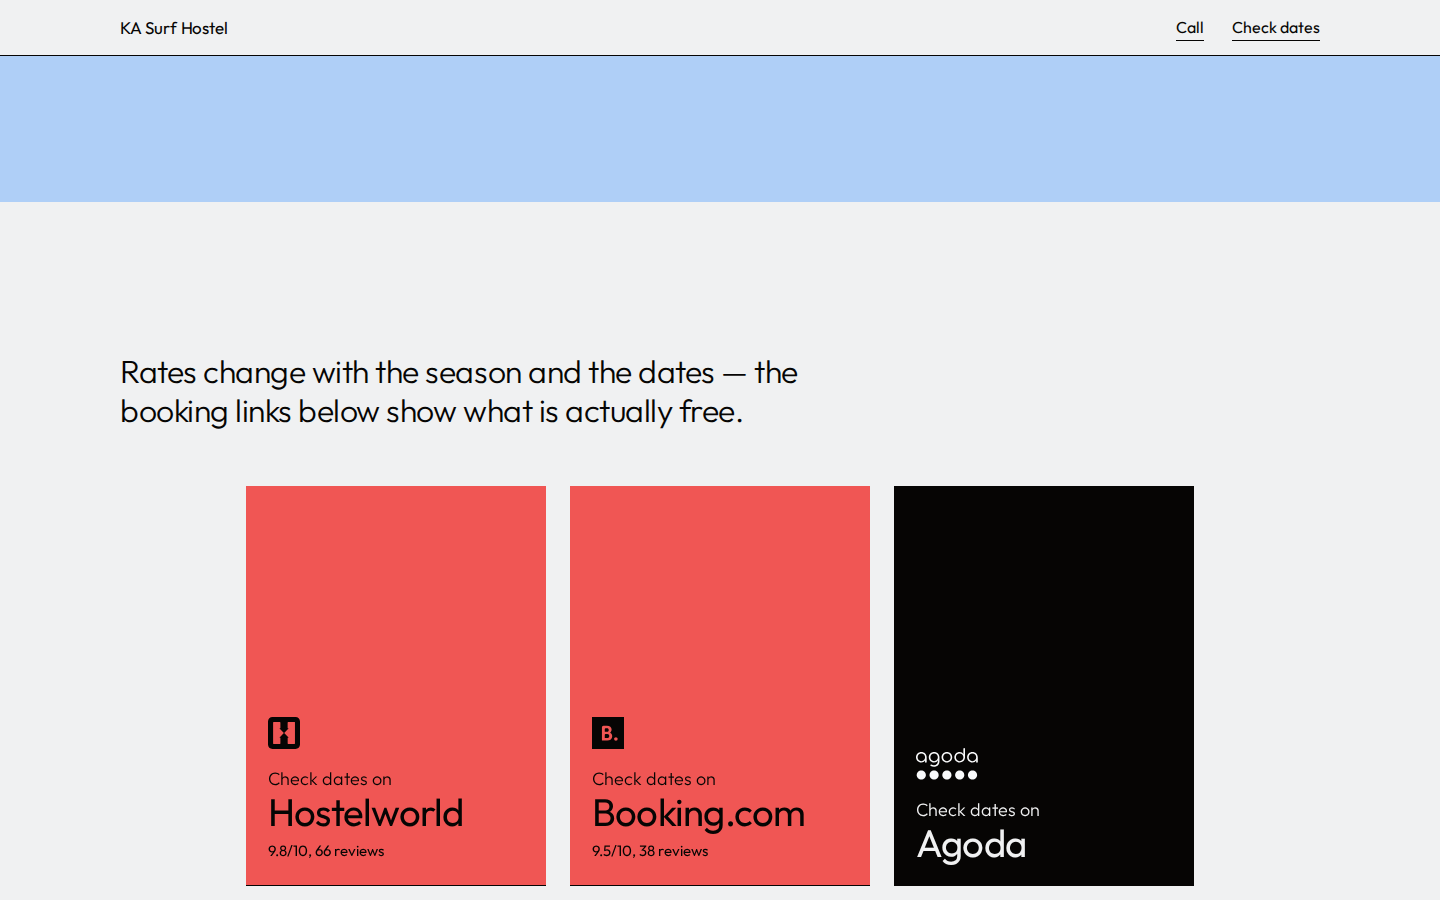 KA Surf Hostel
Call
Check dates
Rates change with the season and the dates — the
booking links below show what is actually free.
H
Check dates on
Hostelworld
9.8/10, 66 reviews
B.
Check dates on
Booking.com
9.5/10, 38 reviews
agoda
Check dates on
Agoda